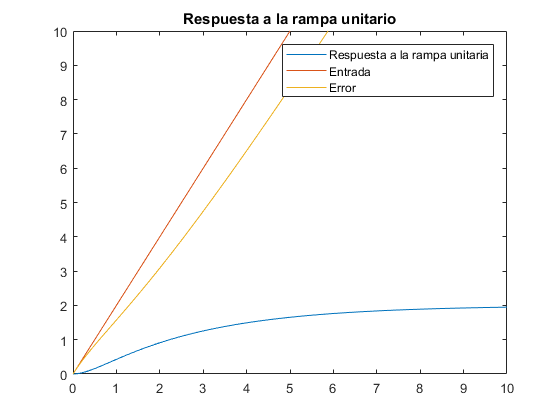 Respuesta a la rampa unitario
Respuesta a la rampa unitaria
Entrada
Error
10
9
8
7
6
5
4
3
2
1
0
0 1 2 3 4 5 6 7 8 9 10